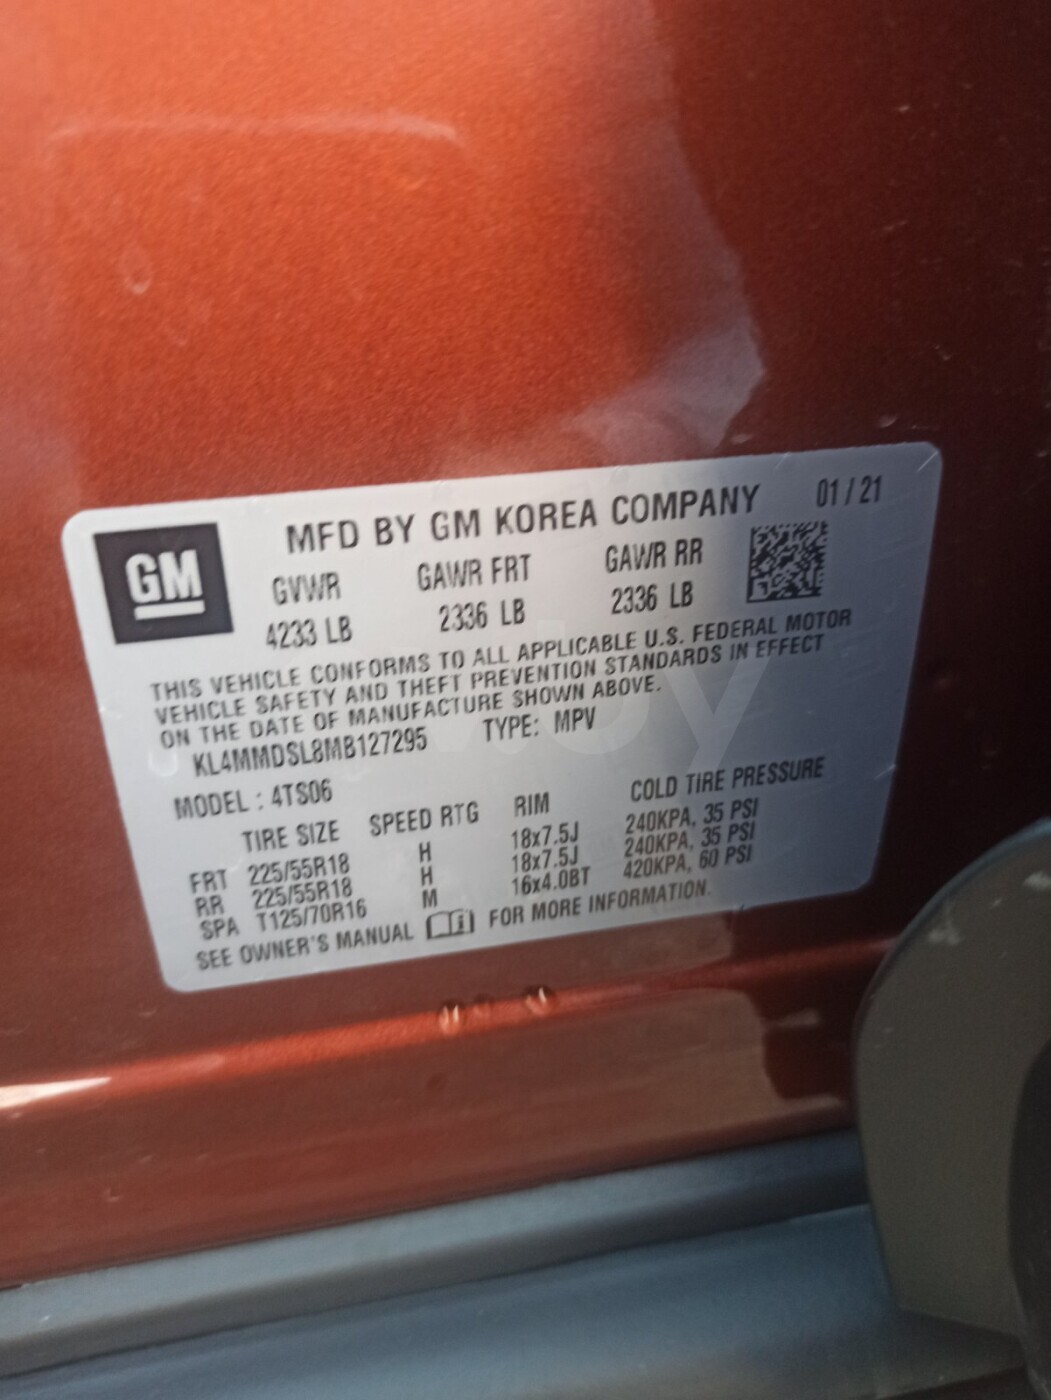 GM
MFD BY GM KOREA COMPANY 01 / 21
GVWR GAWR FRT GAWR RR
4233 LB 2336 LB 2336 LB
THIS VEHICLE CONFORMS TO ALL APPLICABLE U.S. FEDERAL MOTOR
VEHICLE SAFETY AND THEFT PREVENTION STANDARDS IN EFFECT
ON THE DATE OF MANUFACTURE SHOWN ABOVE.
KL4MMDSL8MB127295 TYPE: MPV
MODEL : 4TS06
TIRE SIZE SPEED RTG RIM COLD TIRE PRESSURE
FRT 225/55R18 H 18x7.5J 240KPA, 35 PSI
RR 225/55R18 H 18x7.5J 240KPA, 35 PSI
SPA T125/70R16 M 16x4.0BT 420KPA, 60 PSI
SEE OWNER'S MANUAL FOR MORE INFORMATION.